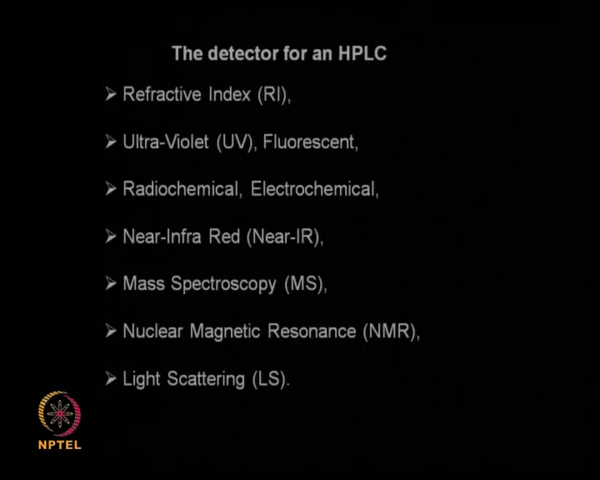 The detector for an HPLC
➢ Refractive Index (RI),
➢ Ultra-Violet (UV), Fluorescent,
➢ Radiochemical, Electrochemical,
➢ Near-Infra Red (Near-IR),
➢ Mass Spectroscopy (MS),
➢ Nuclear Magnetic Resonance (NMR),
➢ Light Scattering (LS).
NPTEL